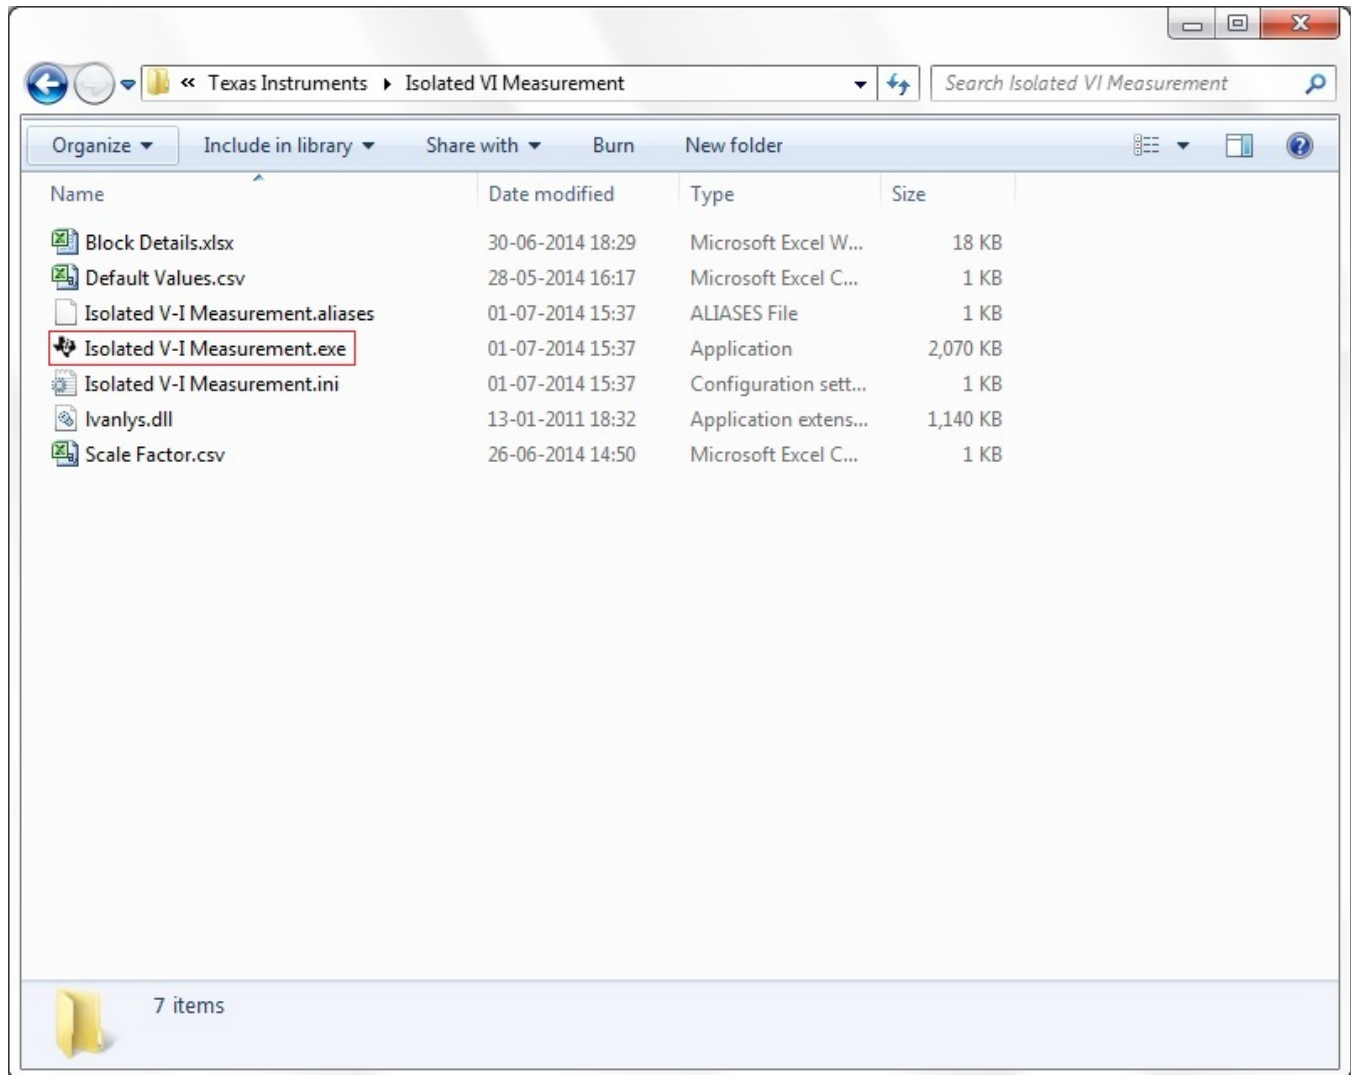 « Texas Instruments ▸ Isolated VI Measurement Search Isolated VI Measurement
Organize Include in library Share with Burn New folder
Name Date modified Type Size
Block Details.xlsx 30-06-2014 18:29 Microsoft Excel W... 18 KB
Default Values.csv 28-05-2014 16:17 Microsoft Excel C... 1 KB
Isolated V-I Measurement.aliases 01-07-2014 15:37 ALIASES File 1 KB
Isolated V-I Measurement.exe 01-07-2014 15:37 Application 2,070 KB
Isolated V-I Measurement.ini 01-07-2014 15:37 Configuration sett... 1 KB
lvanlys.dll 13-01-2011 18:32 Application extens... 1,140 KB
Scale Factor.csv 26-06-2014 14:50 Microsoft Excel C... 1 KB
7 items